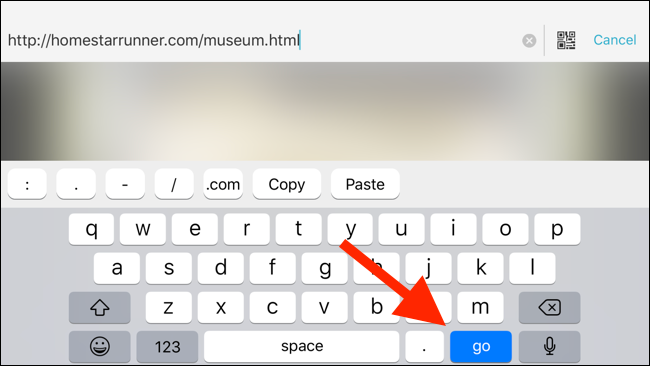 http://homestarrunner.com/museum.html Cancel
: . - / .com Copy Paste
q w e r t y u i o p
a s d f g h j k l
z x c v b m
123 space . go